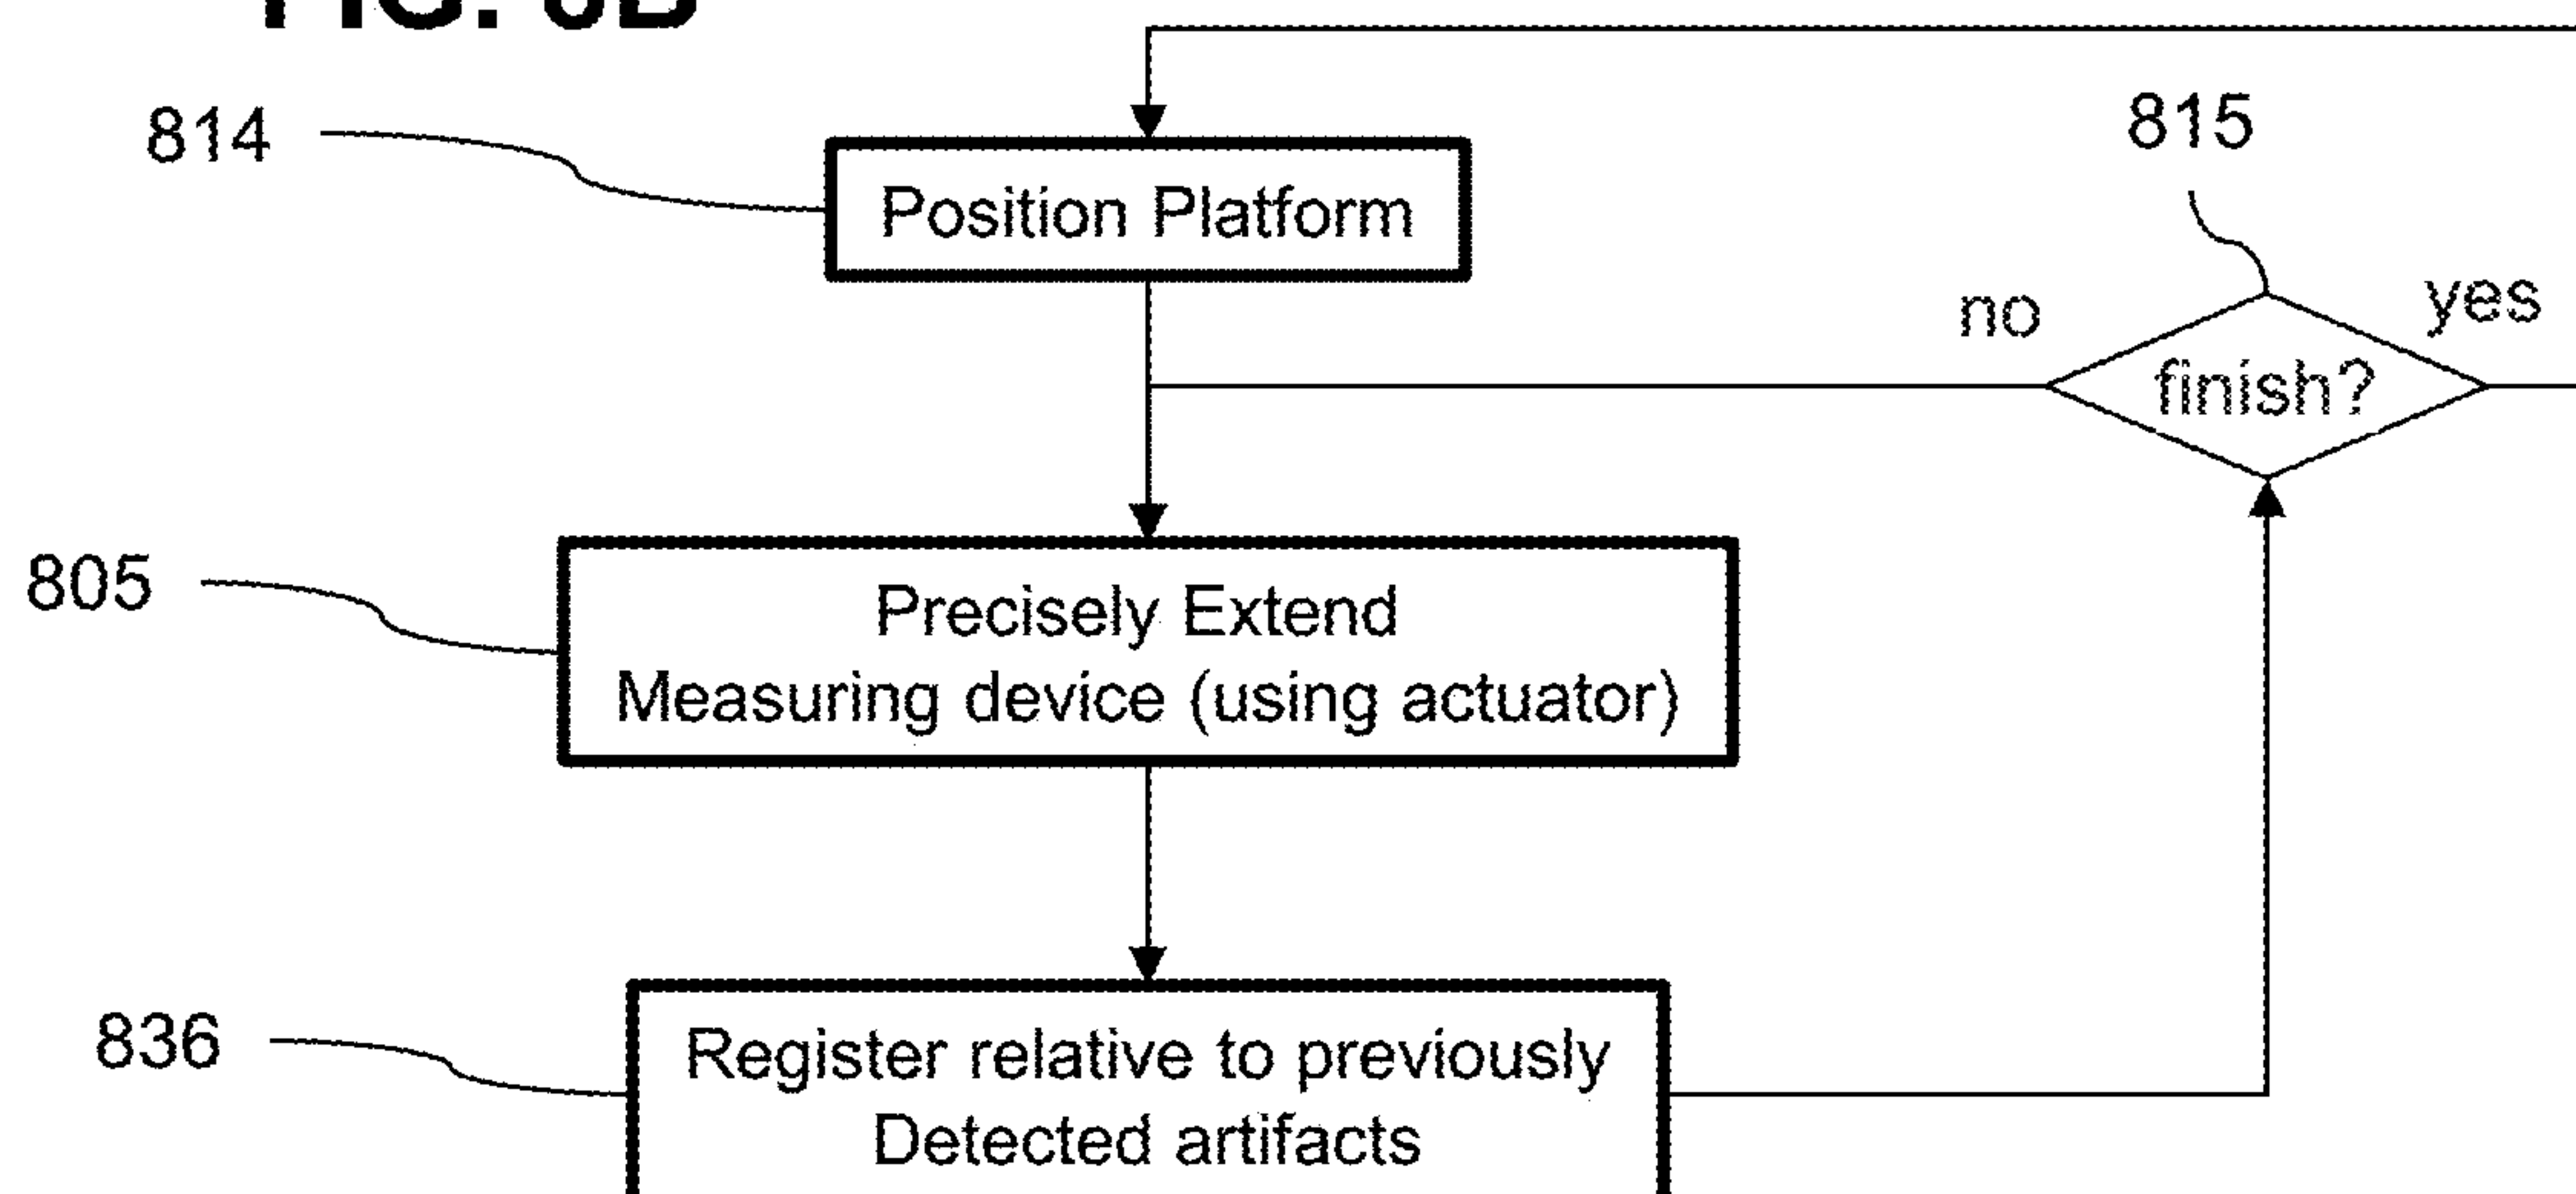 814
Position Platform
815
no
yes
finish?
805
Precisely Extend
Measuring device (using actuator)
836
Register relative to previously
Detected artifacts